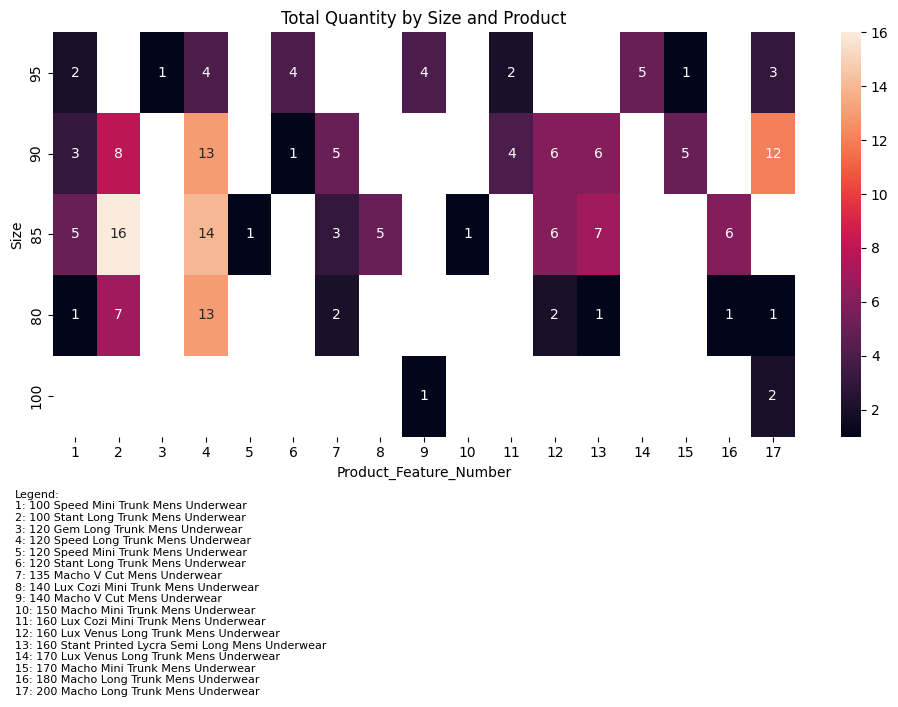 Total Quantity by Size and Product
95 2 1 4 4 4 2 5 1 3 16
14
90 3 8 13 1 5 4 6 6 5 12 12
10
Size 85 5 16 14 1 3 5 1 6 7 6
8
6
80 1 7 13 2 2 1 1 1
4
100 1 2 2
1 2 3 4 5 6 7 8 9 10 11 12 13 14 15 16 17
Product_Feature_Number
Legend:
1: 100 Speed Mini Trunk Mens Underwear
2: 100 Stant Long Trunk Mens Underwear
3: 120 Gem Long Trunk Mens Underwear
4: 120 Speed Long Trunk Mens Underwear
5: 120 Speed Mini Trunk Mens Underwear
6: 120 Stant Long Trunk Mens Underwear
7: 135 Macho V Cut Mens Underwear
8: 140 Lux Cozi Mini Trunk Mens Underwear
9: 140 Macho V Cut Mens Underwear
10: 150 Macho Mini Trunk Mens Underwear
11: 160 Lux Cozi Mini Trunk Mens Underwear
12: 160 Lux Venus Long Trunk Mens Underwear
13: 160 Stant Printed Lycra Semi Long Mens Underwear
14: 170 Lux Venus Long Trunk Mens Underwear
15: 170 Macho Mini Trunk Mens Underwear
16: 180 Macho Long Trunk Mens Underwear
17: 200 Macho Long Trunk Mens Underwear